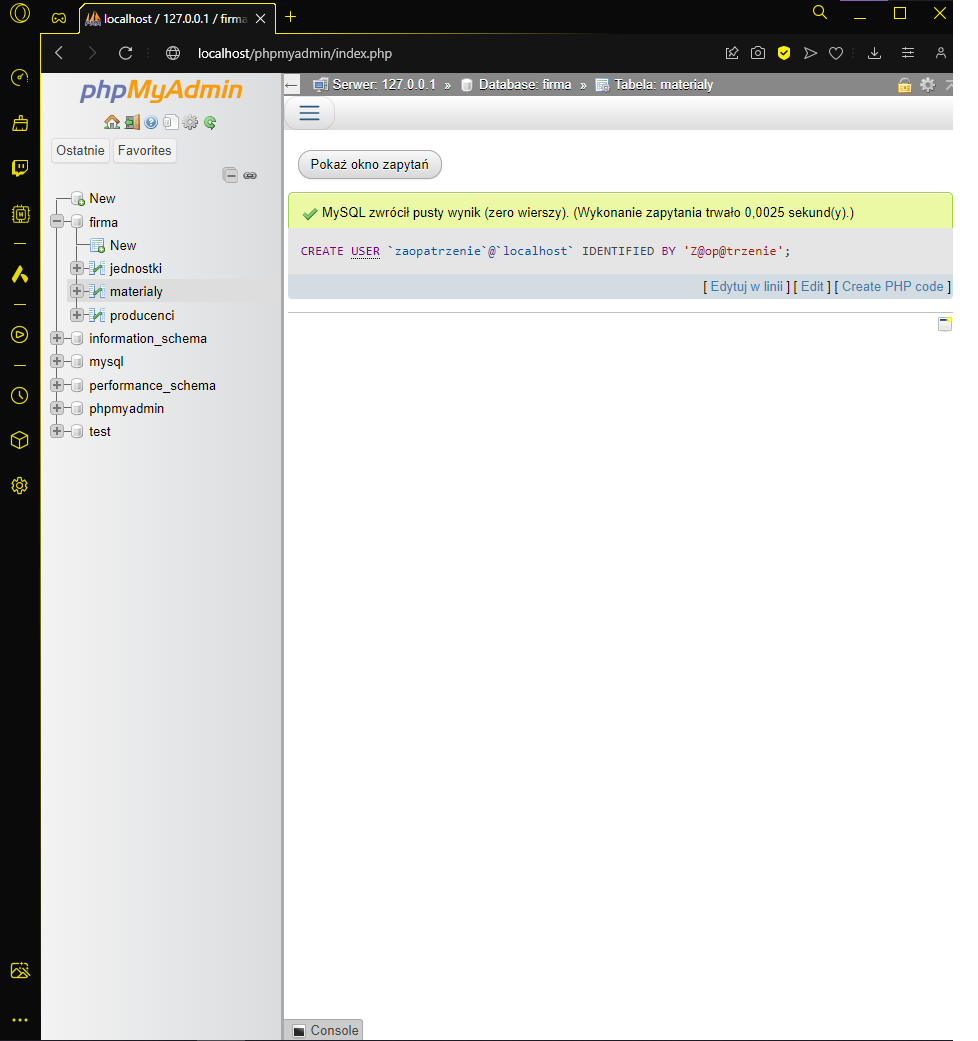 localhost / 127.0.0.1 / firma
localhost/phpmyadmin/index.php
phpMyAdmin
Ostatnie
Favorites
New
firma
New
jednostki
materialy
producenci
information_schema
mysql
performance_schema
phpmyadmin
test
Serwer: 127.0.0.1 » Database: firma » Tabela: materialy
Pokaż okno zapytań
MySQL zwrócił pusty wynik (zero wierszy). (Wykonanie zapytania trwało 0,0025 sekund(y).)
CREATE USER `zaopatrzenie`@`localhost` IDENTIFIED BY 'Z@op@trzenie';
[ Edytuj w linii ] [ Edit ] [ Create PHP code ]
Console